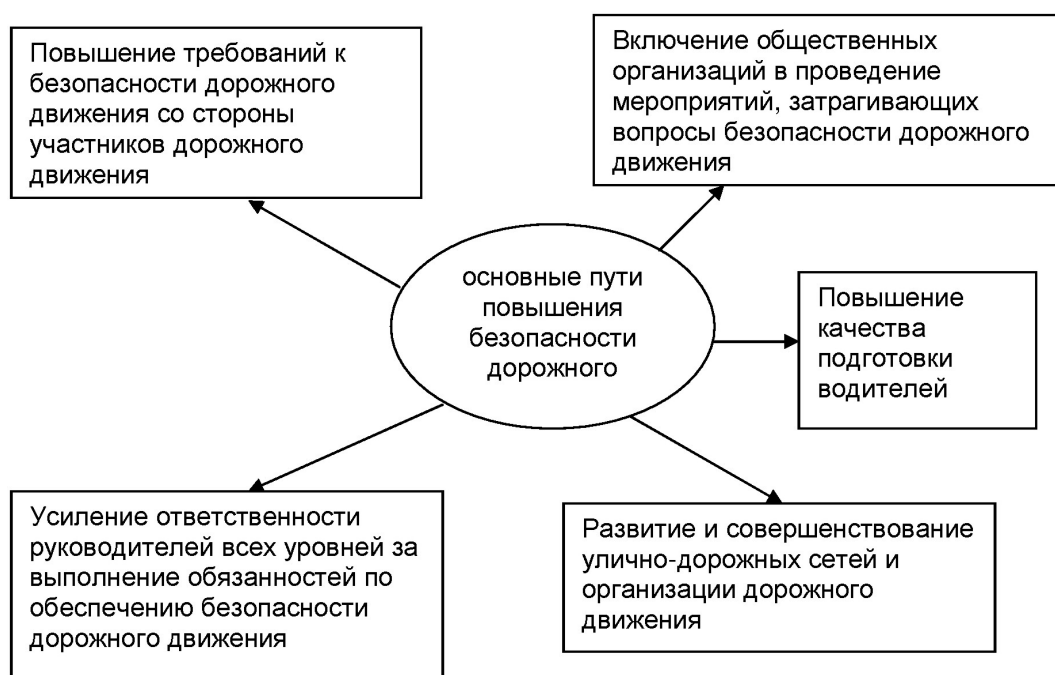 Повышение требований к
безопасности дорожного
движения со стороны
участников дорожного
движения
Включение общественных
организаций в проведение
мероприятий, затрагивающих
вопросы безопасности дорожного
движения
основные пути
повышения
безопасности
дорожного
Повышение
качества
подготовки
водителей
Усиление ответственности
руководителей всех уровней за
выполнение обязанностей по
обеспечению безопасности
дорожного движения
Развитие и совершенствование
улично-дорожных сетей и
организации дорожного
движения